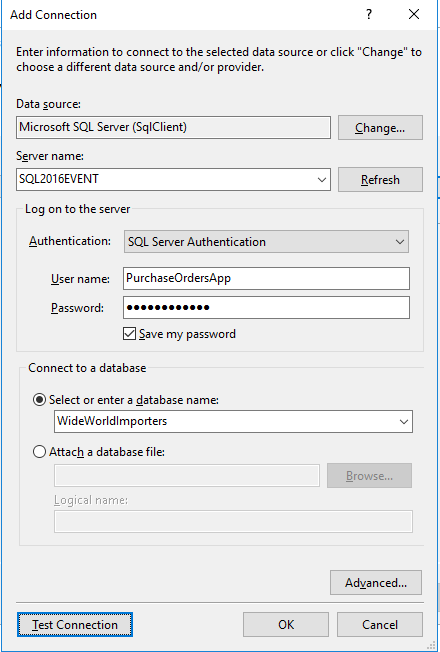 Add Connection
?
Enter information to connect to the selected data source or click "Change" to
choose a different data source and/or provider.
Data source:
Microsoft SQL Server (SqlClient)
Change...
Server name:
SQL2016EVENT
Refresh
Log on to the server
Authentication:
SQL Server Authentication
User name:
PurchaseOrdersApp
Password:
●●●●●●●●●●●●
Save my password
Connect to a database
Select or enter a database name:
WideWorldImporters
Attach a database file:
Browse...
Logical name:
Advanced...
Test Connection
OK
Cancel